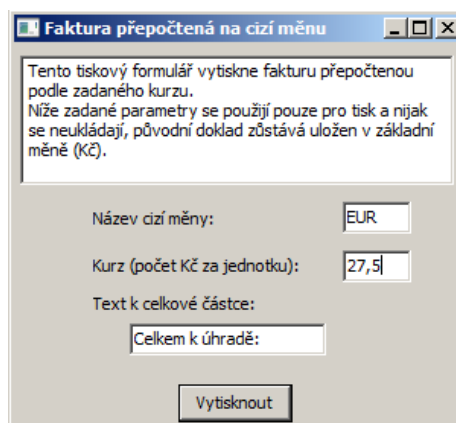 Faktura přepočtená na cizí měnu
Tento tiskový formulář vytiskne fakturu přepočtenou
podle zadaného kurzu.
Níže zadané parametry se použijí pouze pro tisk a nijak
se neukládají, původní doklad zůstává uložen v základní
měně (Kč).
Název cizí měny: EUR
Kurz (počet Kč za jednotku): 27,5
Text k celkové částce:
Celkem k úhradě:
Vytisknout